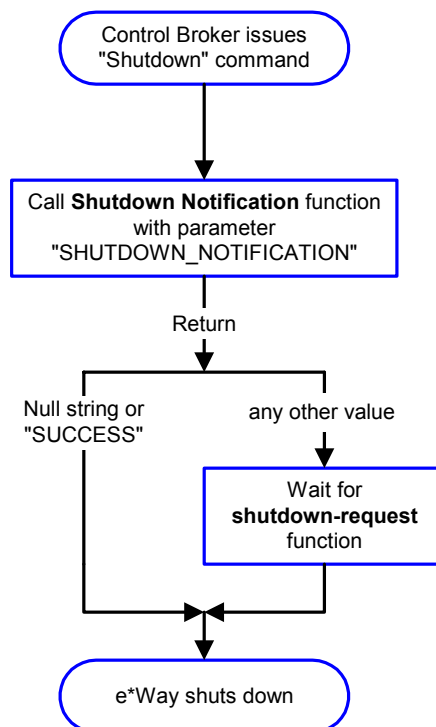 Control Broker issues
"Shutdown" command
Call Shutdown Notification function
with parameter
"SHUTDOWN_NOTIFICATION"
Return
Null string or
"SUCCESS"
any other value
Wait for
shutdown-request
function
e*Way shuts down